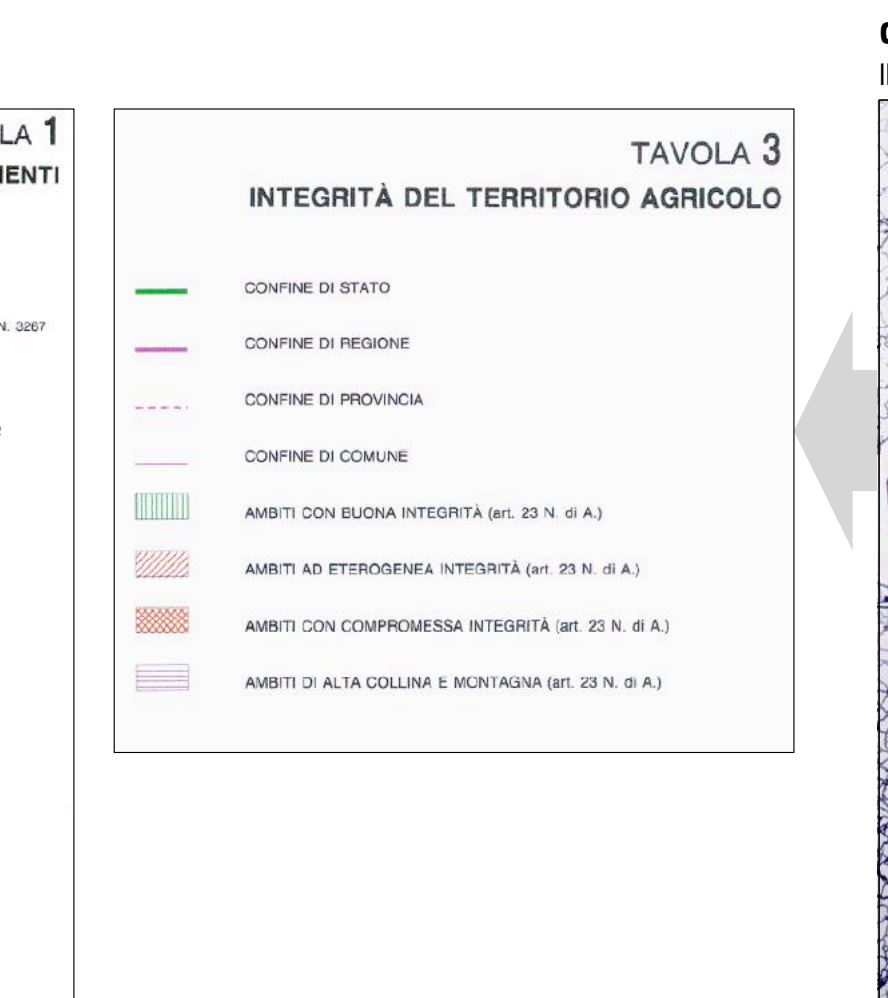 LA 1
N. 3267
TAVOLA 3
INTEGRITÀ DEL TERRITORIO AGRICOLO
CONFINE DI STATO
CONFINE DI REGIONE
CONFINE DI PROVINCIA
CONFINE DI COMUNE
AMBITI CON BUONA INTEGRITÀ (art. 23 N. di A.)
AMBITI AD ETEROGENEA INTEGRITÀ (art. 23 N. di A.)
AMBITI CON COMPROMESSA INTEGRITÀ (art. 23 N. di A.)
AMBITI DI ALTA COLLINA E MONTAGNA (art. 23 N. di A.)